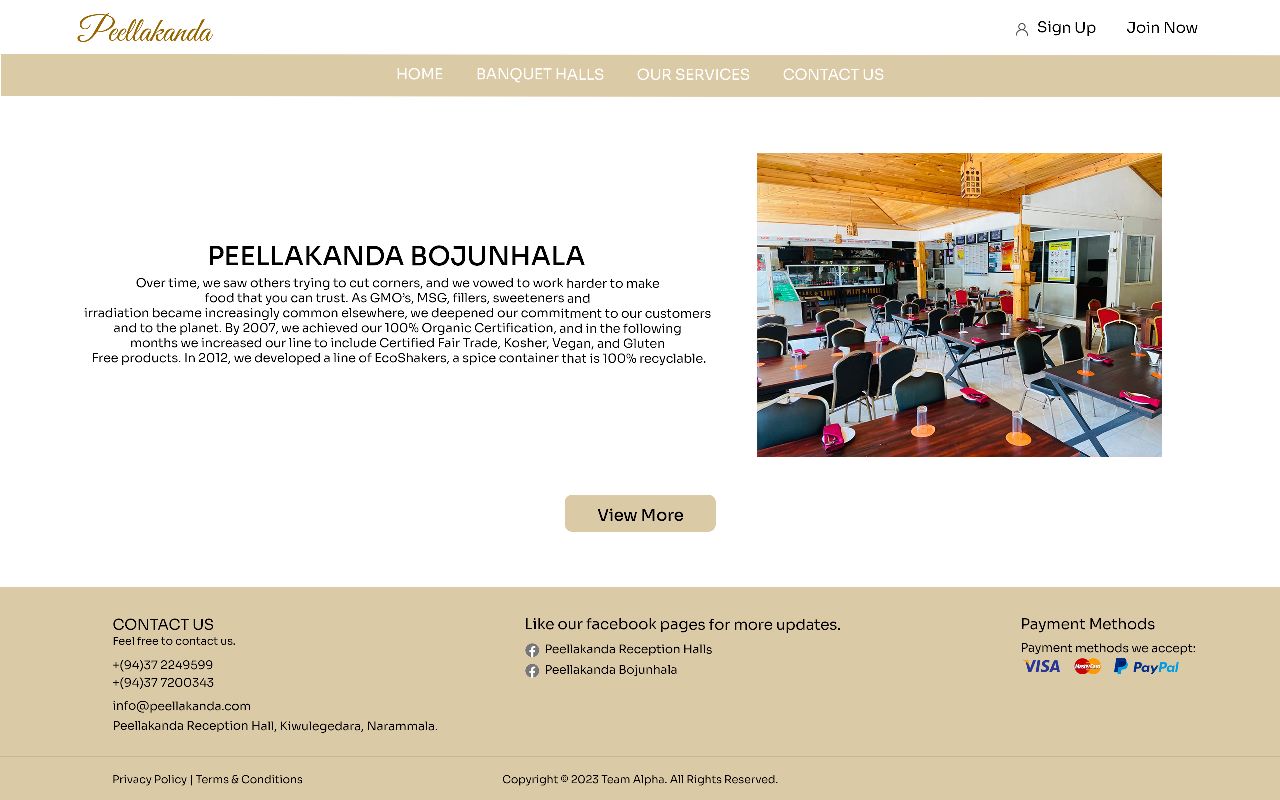 Peellakanda
Sign Up
Join Now
HOME
BANQUET HALLS
OUR SERVICES
CONTACT US
PEELLAKANDA BOJUNHALA
Over time, we saw others trying to cut corners, and we vowed to work harder to make
food that you can trust. As GMO's, MSG, fillers, sweeteners and
irradiation became increasingly common elsewhere, we deepened our commitment to our customers
and to the planet. By 2007, we achieved our 100% Organic Certification, and in the following
months we increased our line to include Certified Fair Trade, Kosher, Vegan, and Gluten
Free products. In 2012, we developed a line of EcoShakers, a spice container that is 100% recyclable.
View More
CONTACT US
Feel free to contact us.
+(94)37 2249599
+(94)37 7200343
info@peellakanda.com
Peellakanda Reception Hall, Kiwulegedara, Narammala.
Like our facebook pages for more updates.
Peellakanda Reception Halls
Peellakanda Bojunhala
Payment Methods
Payment methods we accept:
VISA
MasterCard
PayPal
Privacy Policy | Terms & Conditions
Copyright © 2023 Team Alpha. All Rights Reserved.